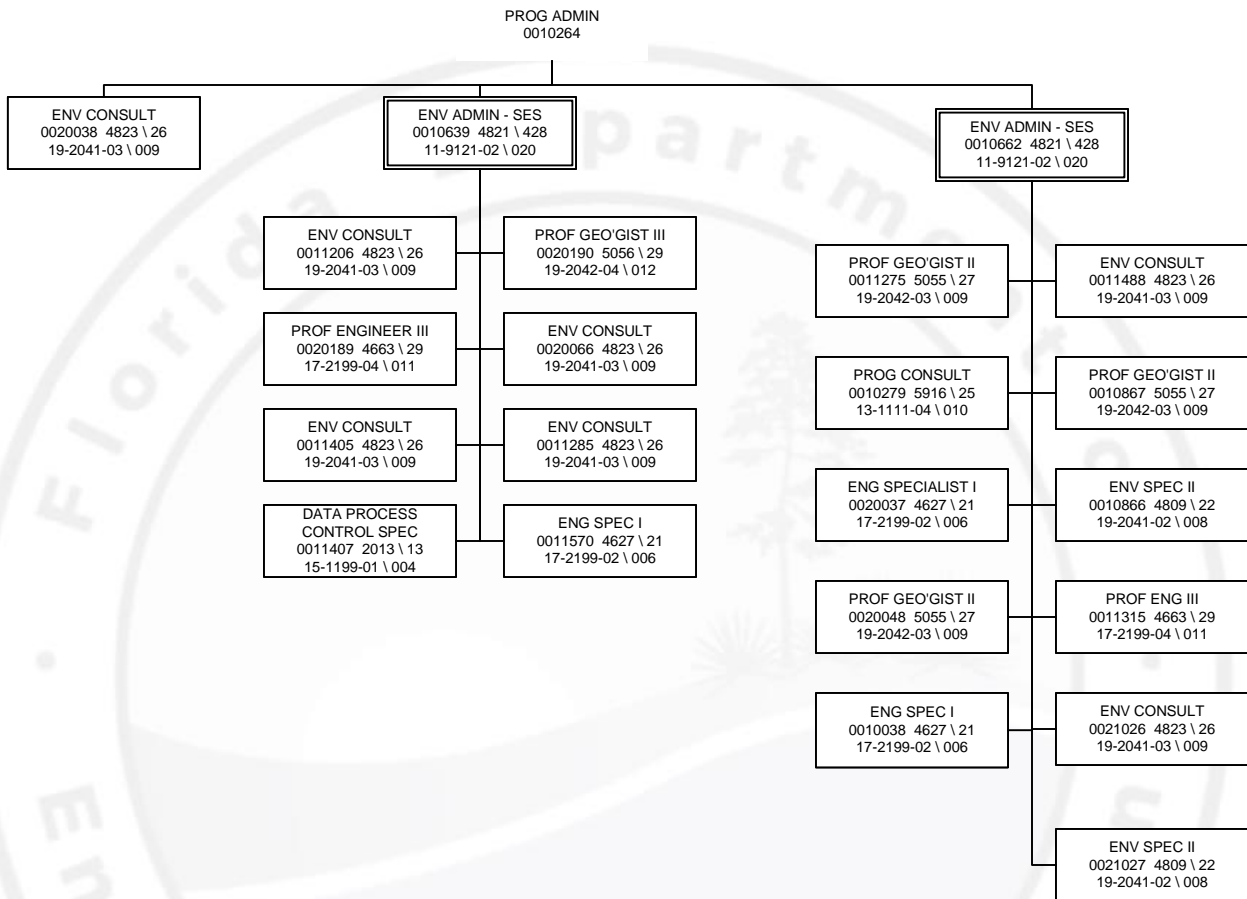 PROG ADMIN
0010264
ENV CONSULT
0020038 4823 \ 26
19-2041-03 \ 009
ENV ADMIN - SES
0010639 4821 \ 428
11-9121-02 \ 020
ENV ADMIN - SES
0010662 4821 \ 428
11-9121-02 \ 020
ENV CONSULT
0011206 4823 \ 26
19-2041-03 \ 009
PROF GEO'GIST III
0020190 5056 \ 29
19-2042-04 \ 012
PROF ENGINEER III
0020189 4663 \ 29
17-2199-04 \ 011
ENV CONSULT
0020066 4823 \ 26
19-2041-03 \ 009
ENV CONSULT
0011405 4823 \ 26
19-2041-03 \ 009
ENV CONSULT
0011285 4823 \ 26
19-2041-03 \ 009
DATA PROCESS
CONTROL SPEC
0011407 2013 \ 13
15-1199-01 \ 004
ENG SPEC I
0011570 4627 \ 21
17-2199-02 \ 006
PROF GEO'GIST II
0011275 5055 \ 27
19-2042-03 \ 009
ENV CONSULT
0011488 4823 \ 26
19-2041-03 \ 009
PROG CONSULT
0010279 5916 \ 25
13-1111-04 \ 010
PROF GEO'GIST II
0010867 5055 \ 27
19-2042-03 \ 009
ENG SPECIALIST I
0020037 4627 \ 21
17-2199-02 \ 006
ENV SPEC II
0010866 4809 \ 22
19-2041-02 \ 008
PROF GEO'GIST II
0020048 5055 \ 27
19-2042-03 \ 009
PROF ENG III
0011315 4663 \ 29
17-2199-04 \ 011
ENG SPEC I
0010038 4627 \ 21
17-2199-02 \ 006
ENV CONSULT
0021026 4823 \ 26
19-2041-03 \ 009
ENV SPEC II
0021027 4809 \ 22
19-2041-02 \ 008
Florida